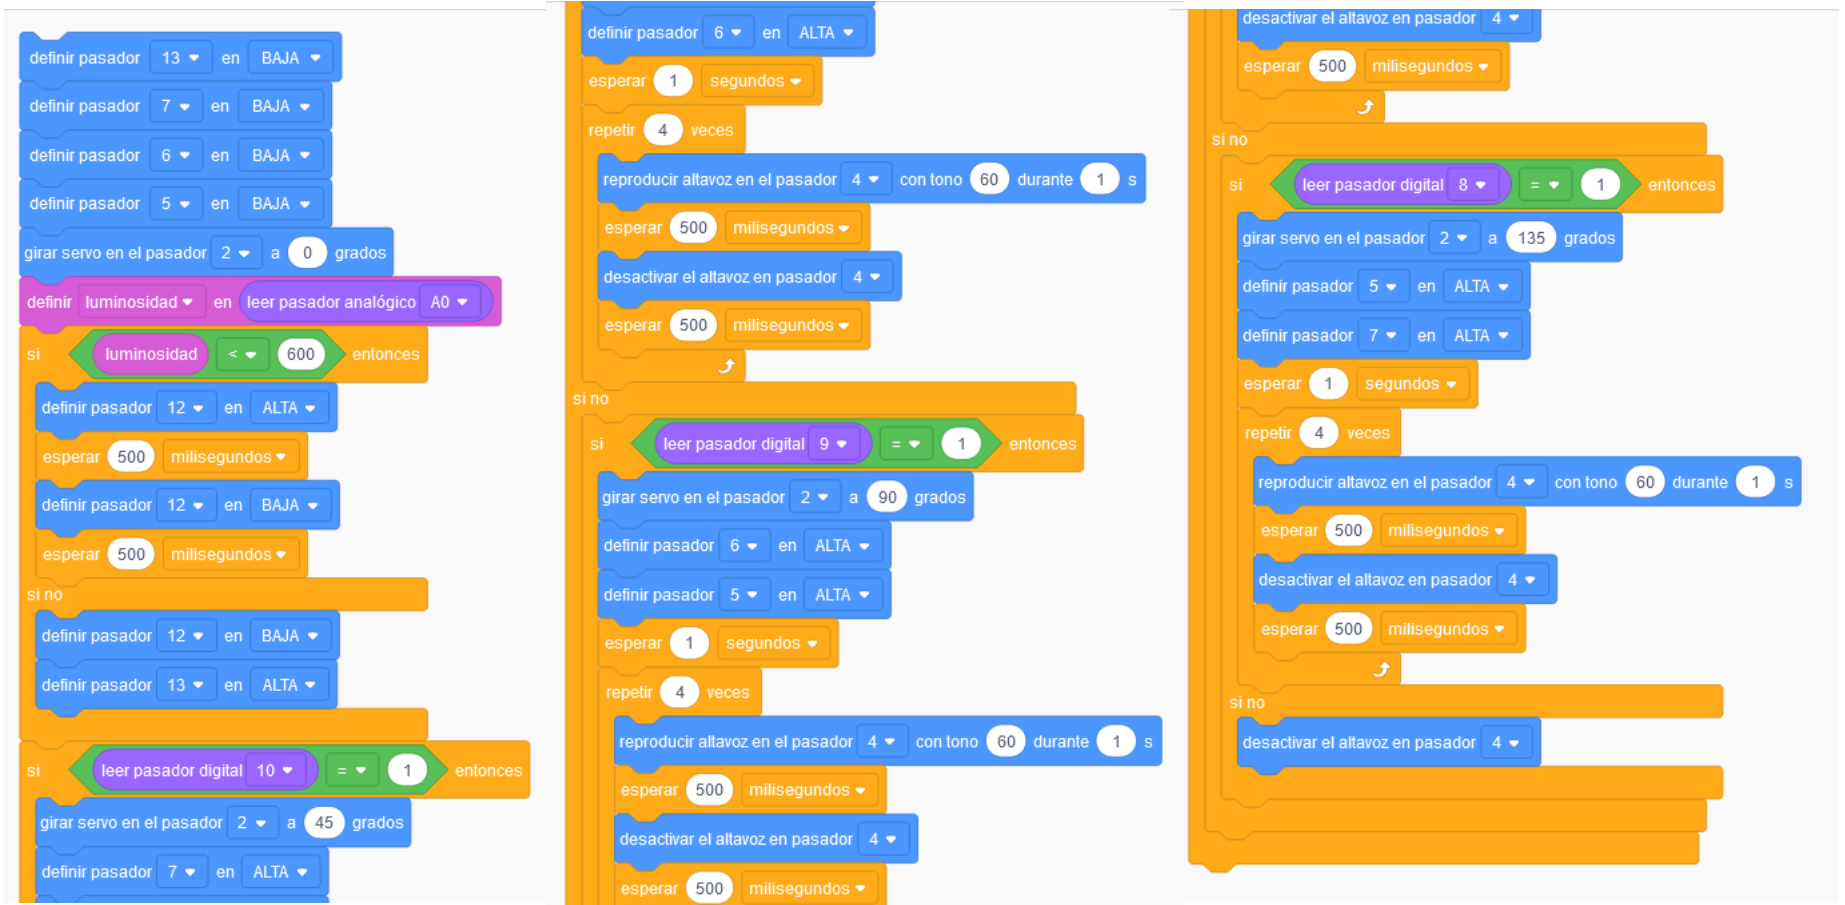 definir pasador 13 en BAJA
definir pasador 7 en BAJA
definir pasador 6 en BAJA
definir pasador 5 en BAJA
girar servo en el pasador 2 a 0 grados
definir luminosidad en leer pasador analógico A0
si luminosidad < 600 entonces
definir pasador 12 en ALTA
esperar 500 milisegundos
definir pasador 12 en BAJA
esperar 500 milisegundos
si no
definir pasador 12 en BAJA
definir pasador 13 en ALTA
si leer pasador digital 10 = 1 entonces
girar servo en el pasador 2 a 45 grados
definir pasador 7 en ALTA
definir pasador 6 en ALTA
esperar 1 segundos
repetir 4 veces
reproducir altavoz en el pasador 4 con tono 60 durante 1 s
esperar 500 milisegundos
desactivar el altavoz en pasador 4
esperar 500 milisegundos
si no
si leer pasador digital 9 = 1 entonces
girar servo en el pasador 2 a 90 grados
definir pasador 6 en ALTA
definir pasador 5 en ALTA
esperar 1 segundos
repetir 4 veces
reproducir altavoz en el pasador 4 con tono 60 durante 1 s
esperar 500 milisegundos
desactivar el altavoz en pasador 4
esperar 500 milisegundos
desactivar el altavoz en pasador 4
esperar 500 milisegundos
si no
si leer pasador digital 8 = 1 entonces
girar servo en el pasador 2 a 135 grados
definir pasador 5 en ALTA
definir pasador 7 en ALTA
esperar 1 segundos
repetir 4 veces
reproducir altavoz en el pasador 4 con tono 60 durante 1 s
esperar 500 milisegundos
desactivar el altavoz en pasador 4
esperar 500 milisegundos
si no
desactivar el altavoz en pasador 4